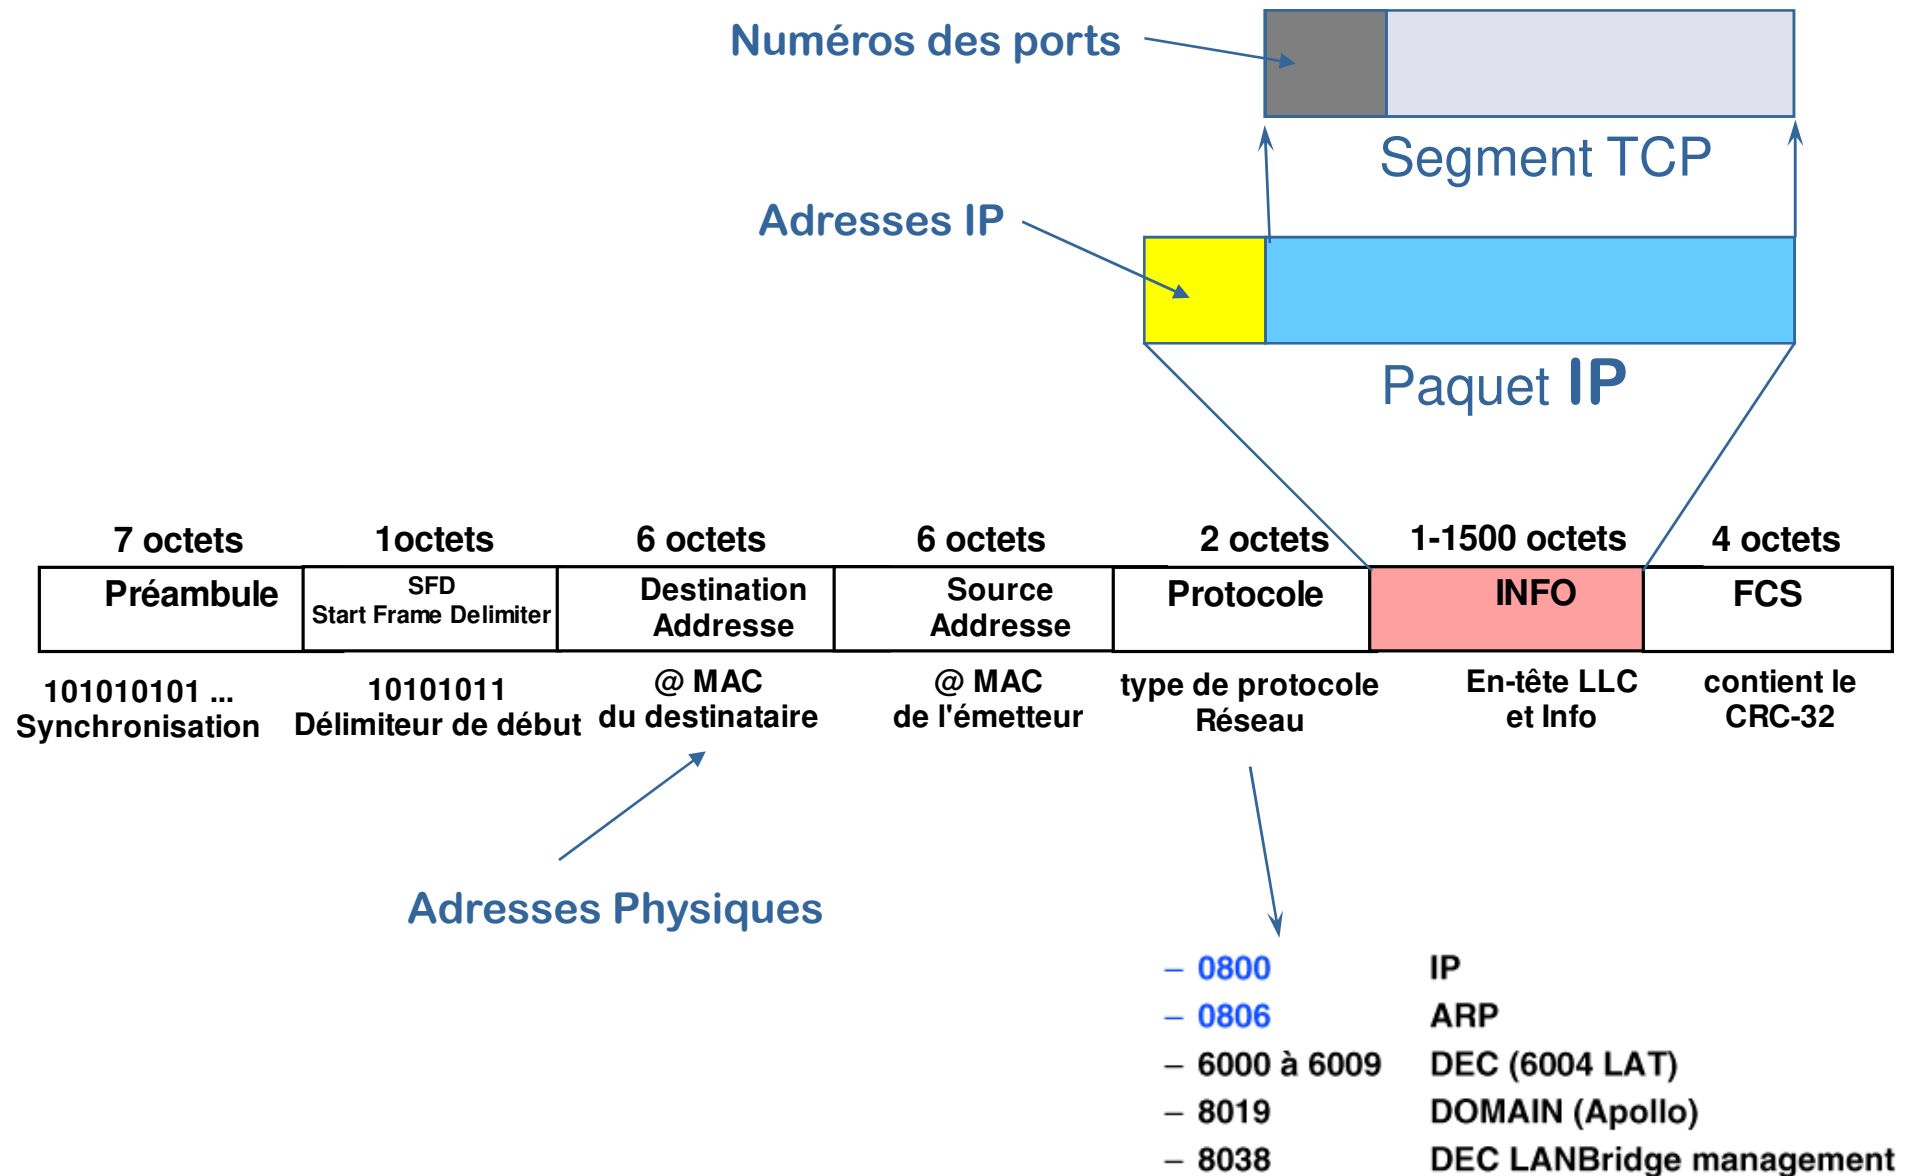 Numéros des ports
Segment TCP
Adresses IP
Paquet IP
7 octets 1octets 6 octets 6 octets 2 octets 1-1500 octets 4 octets
Préambule
SFD
Start Frame Delimiter
Destination
Addresse
Source
Addresse
Protocole
INFO
FCS
101010101 ...
Synchronisation
10101011
Délimiteur de début
@ MAC
du destinataire
@ MAC
de l'émetteur
type de protocole
Réseau
En-tête LLC
et Info
contient le
CRC-32
Adresses Physiques
– 0800 IP
– 0806 ARP
– 6000 à 6009 DEC (6004 LAT)
– 8019 DOMAIN (Apollo)
– 8038 DEC LANBridge management